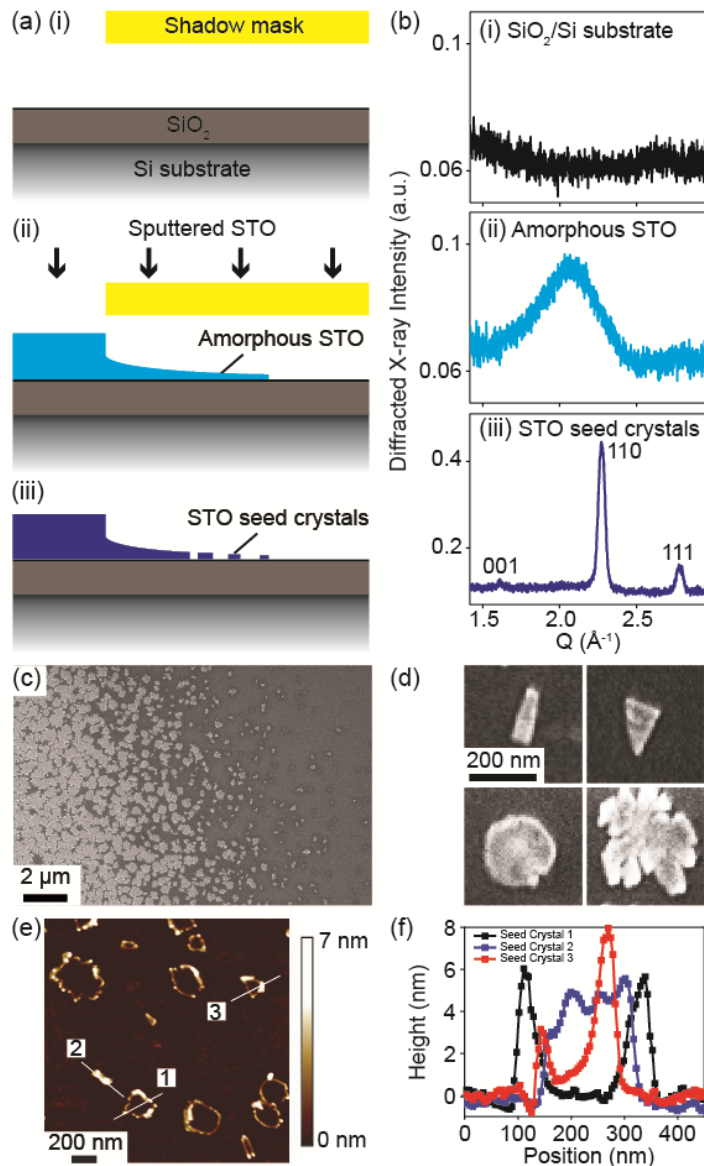 (a) (i)
Shadow mask
SiO₂
Si substrate
(ii)
Sputtered STO
Amorphous STO
(iii)
STO seed crystals
(b)
(i) SiO₂/Si substrate
0.1
0.06
(ii) Amorphous STO
0.1
0.06
(iii) STO seed crystals
0.4
0.2
001
110
111
1.5 2.0 2.5
Q (Å⁻¹)
Diffracted X-ray Intensity (a.u.)
(c)
2 μm
(d)
200 nm
(e)
7 nm
0 nm
1
2
3
200 nm
(f)
Seed Crystal 1
Seed Crystal 2
Seed Crystal 3
8
6
4
2
0
Height (nm)
0 100 200 300 400
Position (nm)